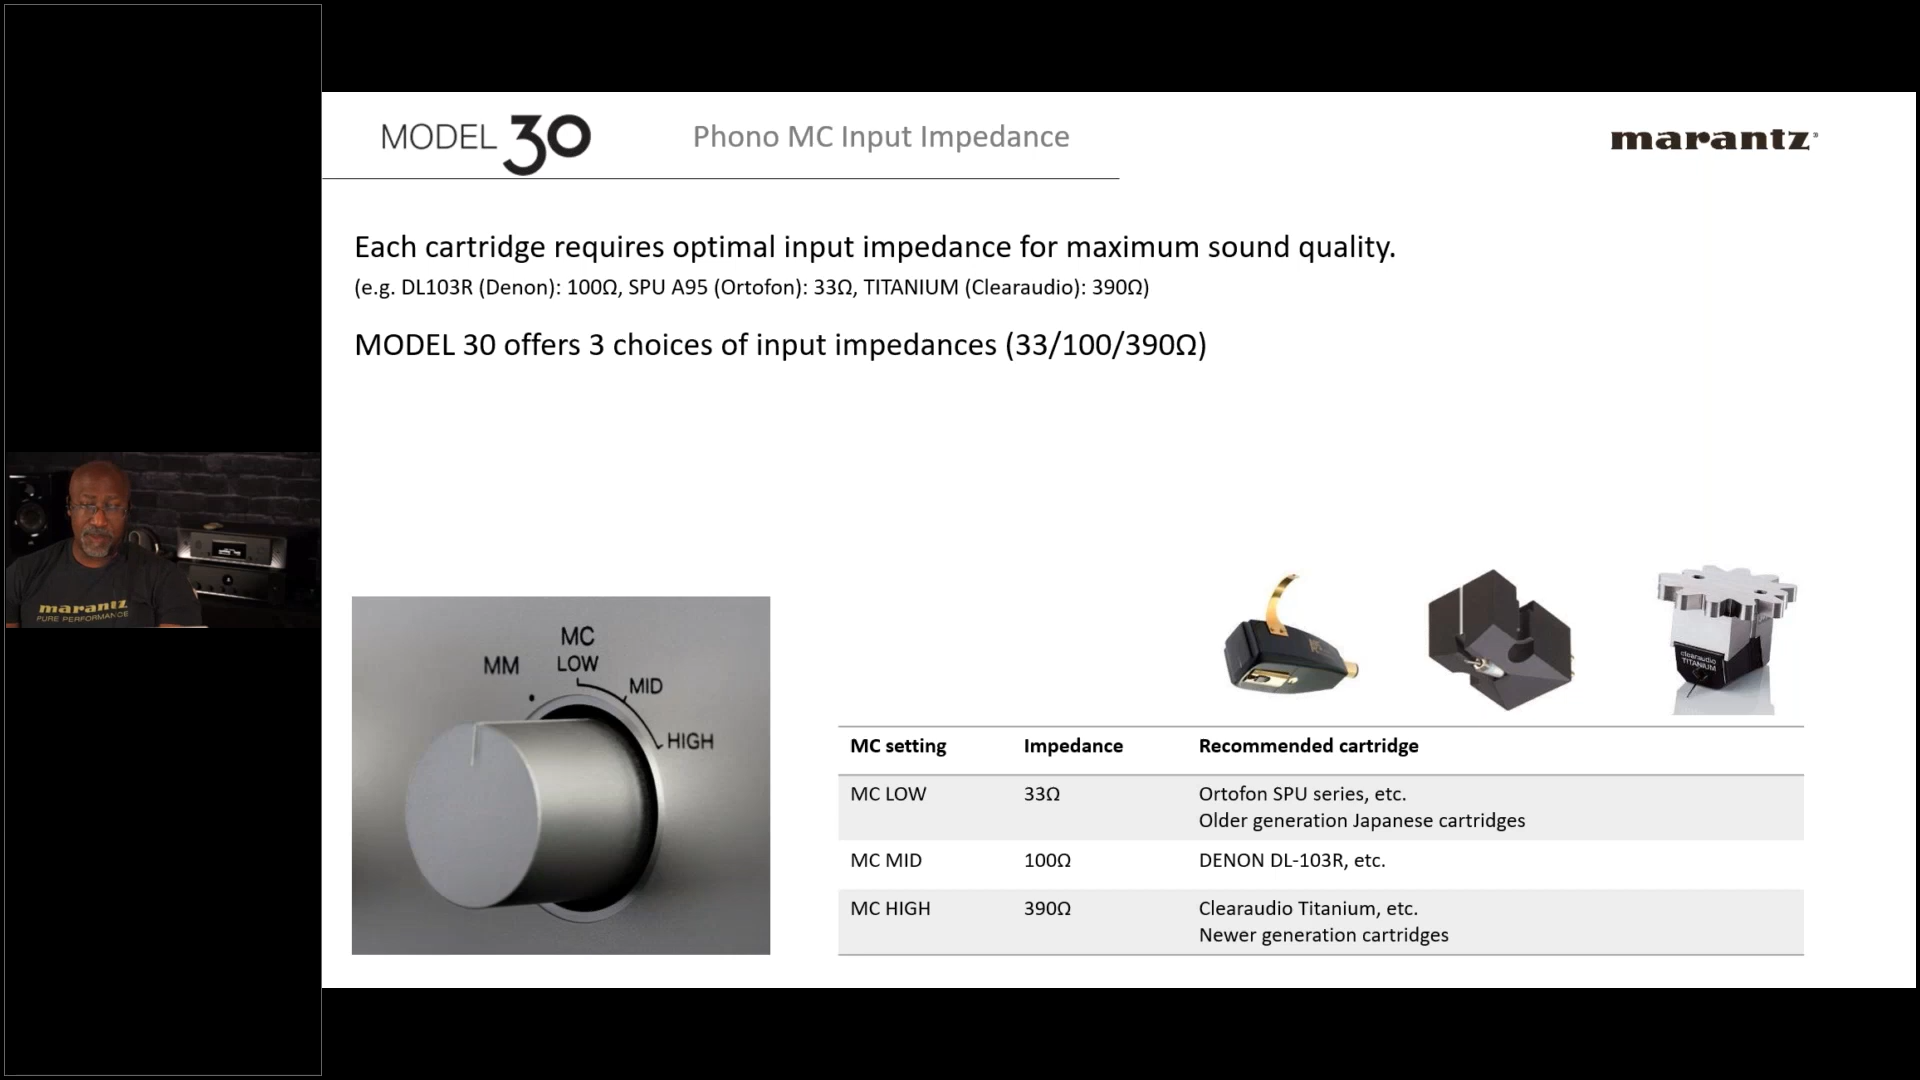 MODEL 30
Phono MC Input Impedance
marantz
Each cartridge requires optimal input impedance for maximum sound quality.
(e.g. DL103R (Denon): 100Ω, SPU A95 (Ortofon): 33Ω, TITANIUM (Clearaudio): 390Ω)
MODEL 30 offers 3 choices of input impedances (33/100/390Ω)
marantz
PURE PERFORMANCE
MC
MM
LOW
MID
HIGH
clearaudio
TITANIUM
MC setting Impedance Recommended cartridge
MC LOW 33Ω Ortofon SPU series, etc.
Older generation Japanese cartridges
MC MID 100Ω DENON DL-103R, etc.
MC HIGH 390Ω Clearaudio Titanium, etc.
Newer generation cartridges